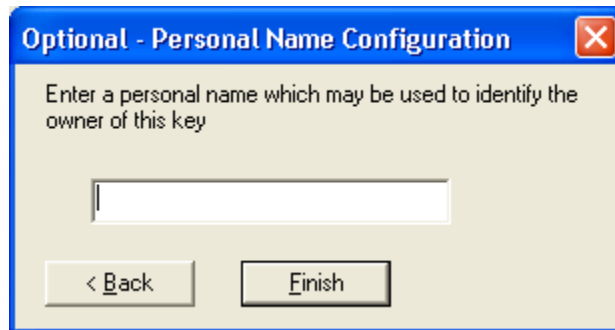 Optional - Personal Name Configuration
Enter a personal name which may be used to identify the
owner of this key
< Back
Finish